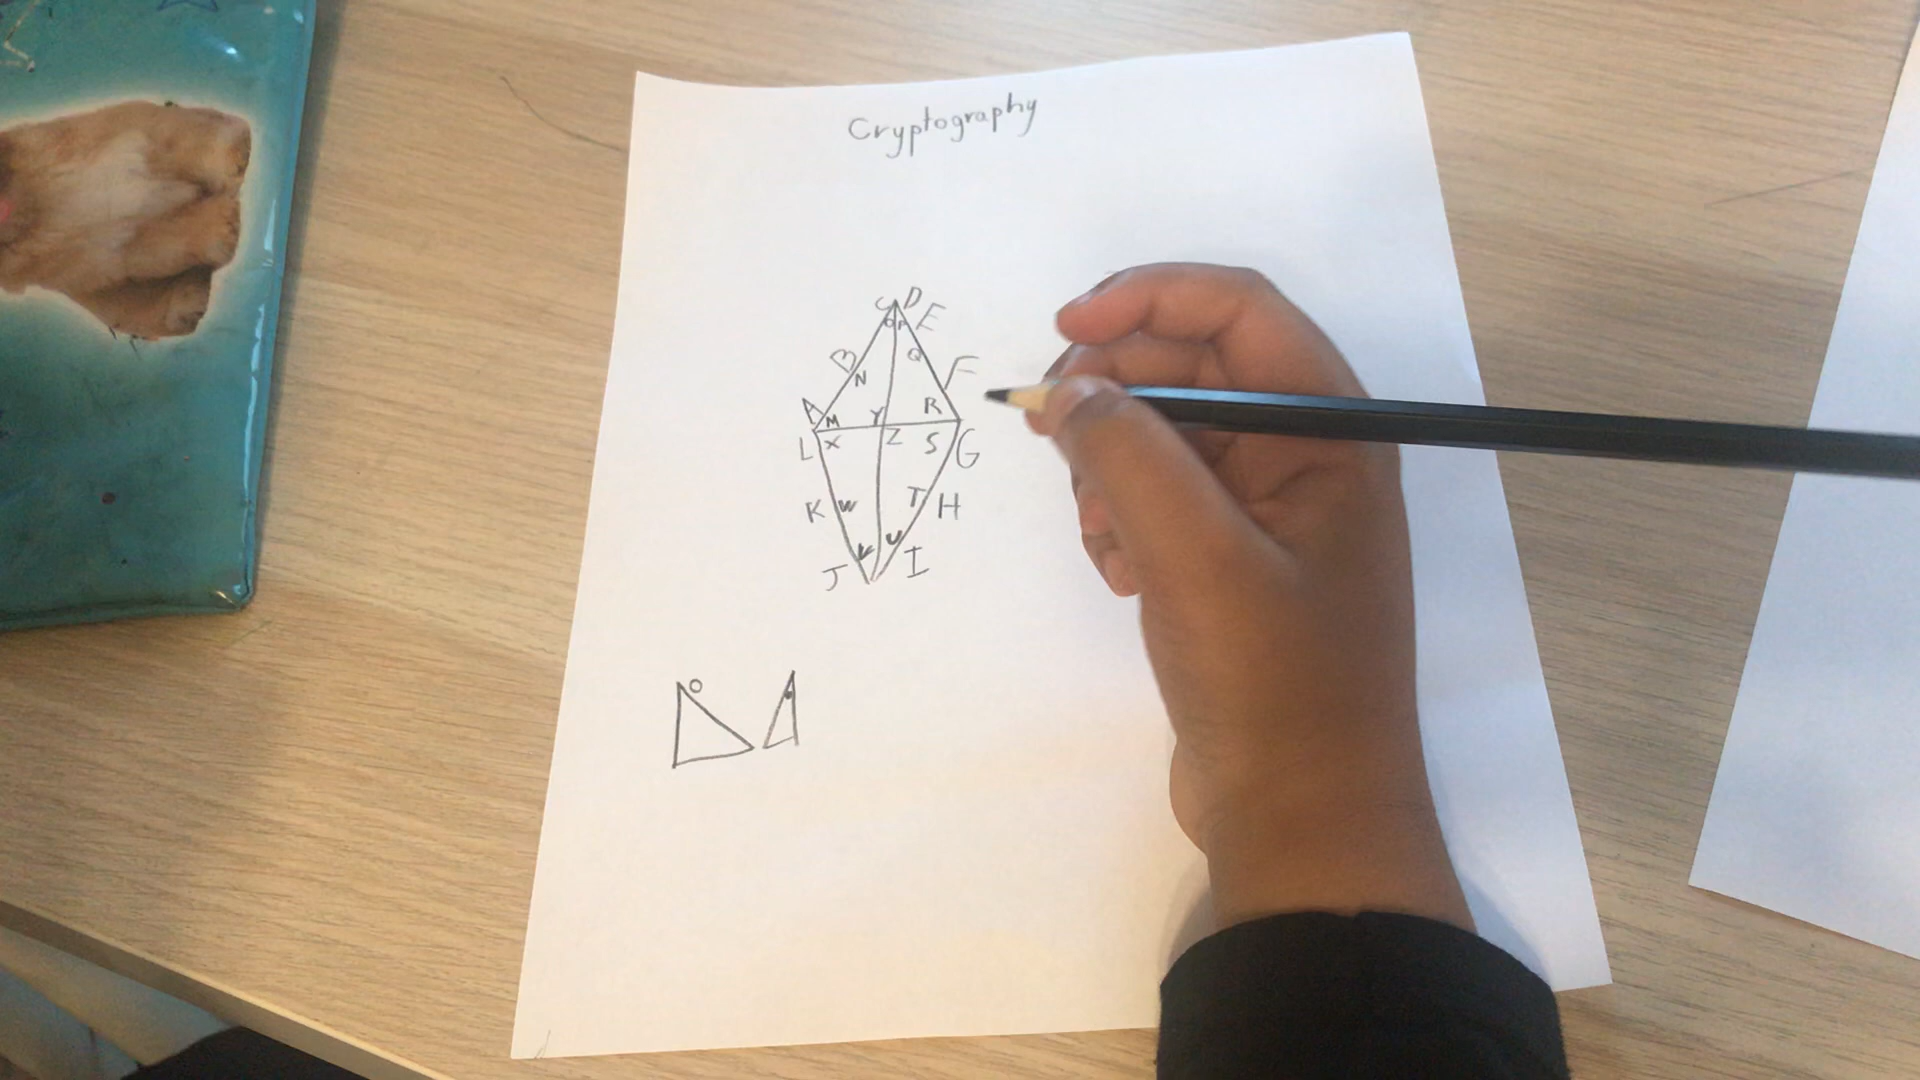 Cryptography
C D
O P E
B N Q F
A M Y R
L X Z S G
K W T H
J V U I